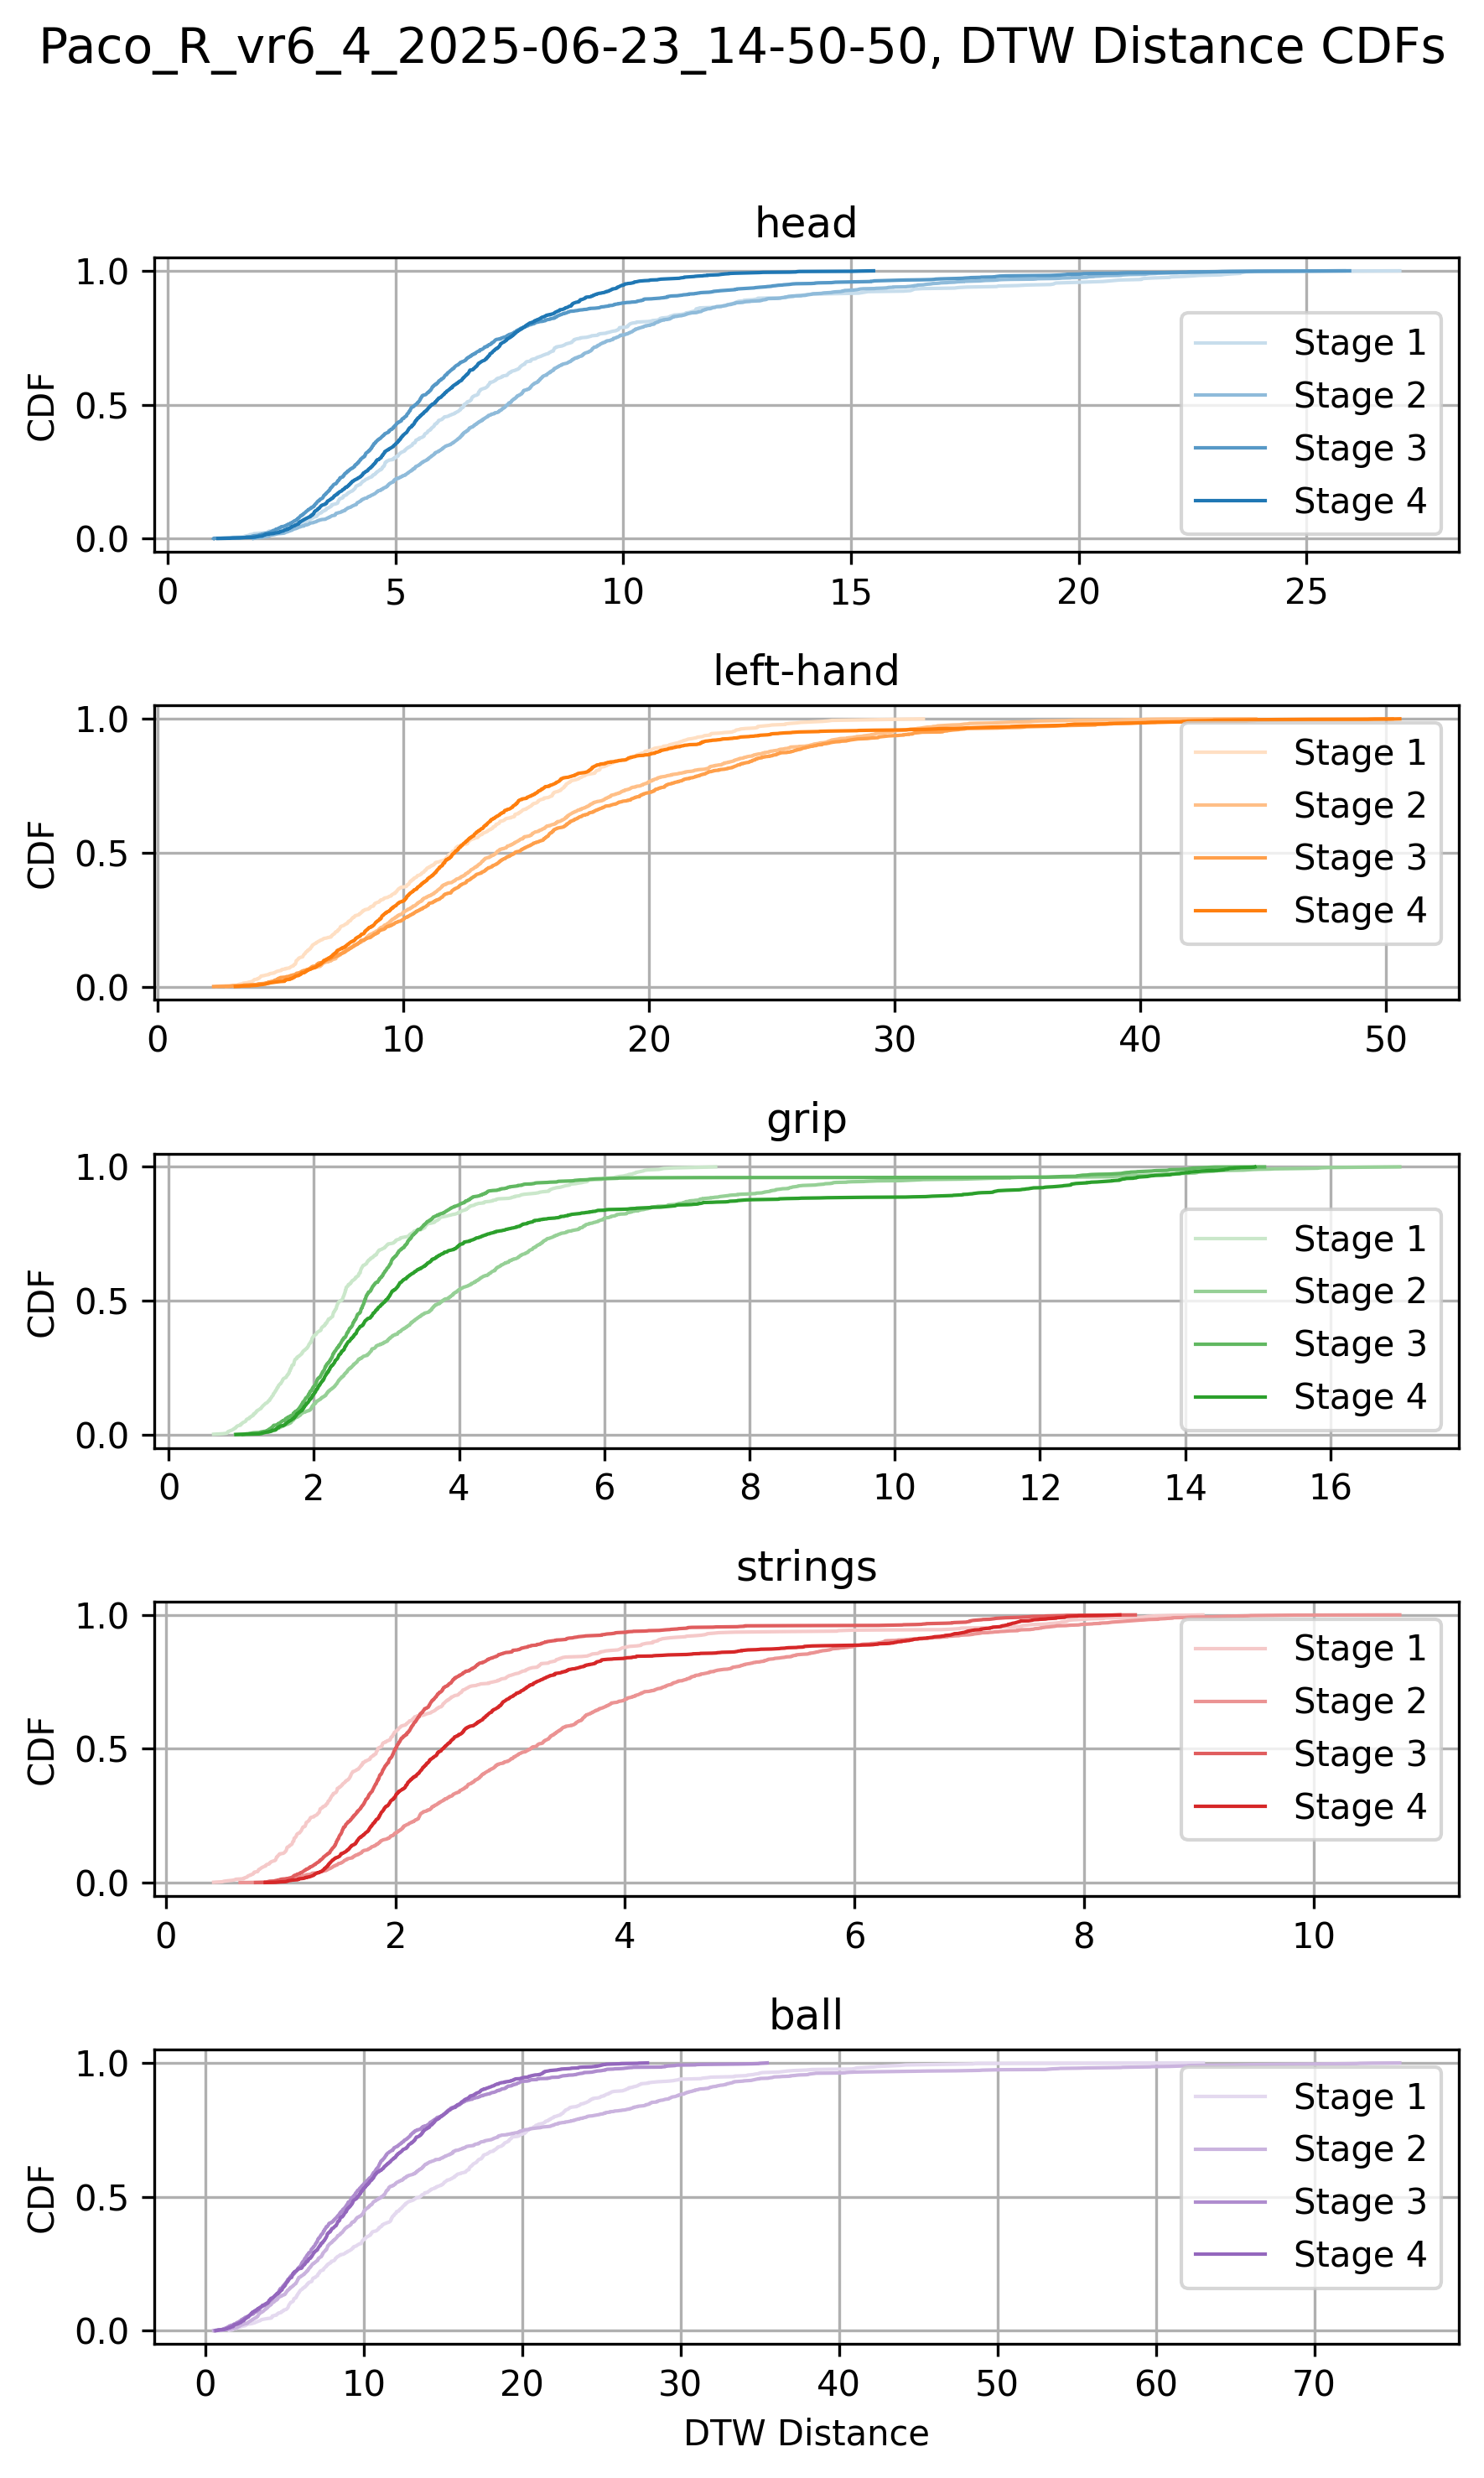 Paco_R_vr6_4_2025-06-23_14-50-50, DTW Distance CDFs
head
1.0
0.5
0.0
CDF
Stage 1
Stage 2
Stage 3
Stage 4
0 5 10 15 20 25
left-hand
1.0
0.5
0.0
CDF
Stage 1
Stage 2
Stage 3
Stage 4
0 10 20 30 40 50
grip
1.0
0.5
0.0
CDF
Stage 1
Stage 2
Stage 3
Stage 4
0 2 4 6 8 10 12 14 16
strings
1.0
0.5
0.0
CDF
Stage 1
Stage 2
Stage 3
Stage 4
0 2 4 6 8 10
ball
1.0
0.5
0.0
CDF
Stage 1
Stage 2
Stage 3
Stage 4
0 10 20 30 40 50 60 70
DTW Distance